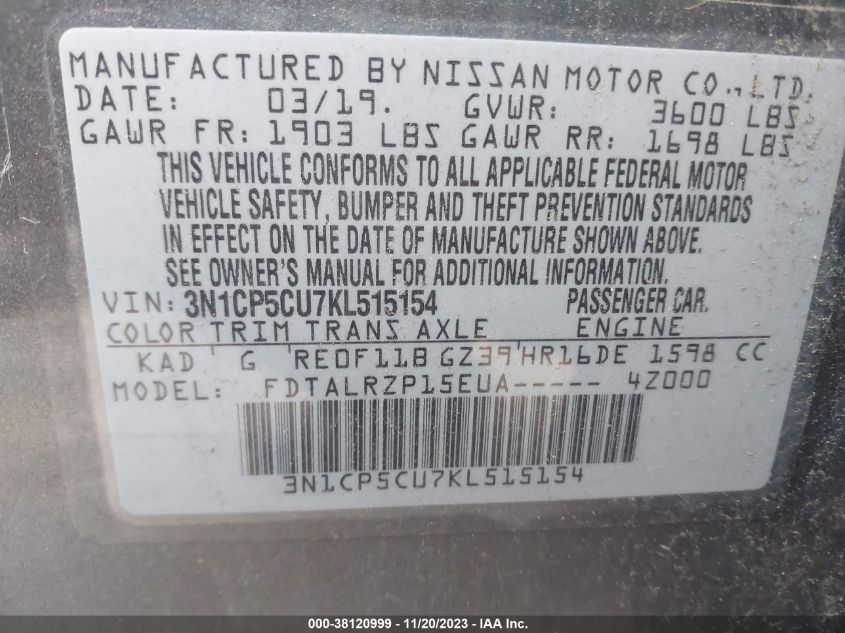 MANUFACTURED BY NISSAN MOTOR CO., LTD.
DATE: 03/19. GVWR: 3600 LBS
GAWR FR: 1903 LBS GAWR RR: 1698 LBS
THIS VEHICLE CONFORMS TO ALL APPLICABLE FEDERAL MOTOR
VEHICLE SAFETY, BUMPER AND THEFT PREVENTION STANDARDS
IN EFFECT ON THE DATE OF MANUFACTURE SHOWN ABOVE.
SEE OWNER'S MANUAL FOR ADDITIONAL INFORMATION.
VIN: 3N1CP5CU7KL515154 PASSENGER CAR.
COLOR TRIM TRANS AXLE ENGINE
KAD G RE0F11B GZ39 HR16DE 1598 CC
MODEL: FDTALRZP15EUA----- 4Z000
3N1CP5CU7KL515154
000-38120999 - 11/20/2023 - IAA Inc.